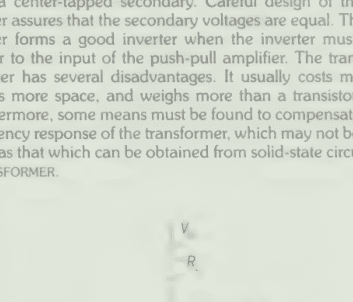 a center-tapped secondary. Careful design of th
er assures that the secondary voltages are equal. Th
er forms a good inverter when the inverter mus
r to the input of the push-pull amplifier. The tran
er has several disadvantages. It usually costs m
s more space, and weighs more than a transisto
ermore, some means must be found to compensat
ency response of the transformer, which may not b
as that which can be obtained from solid-state circu
SFORMER.
V
R